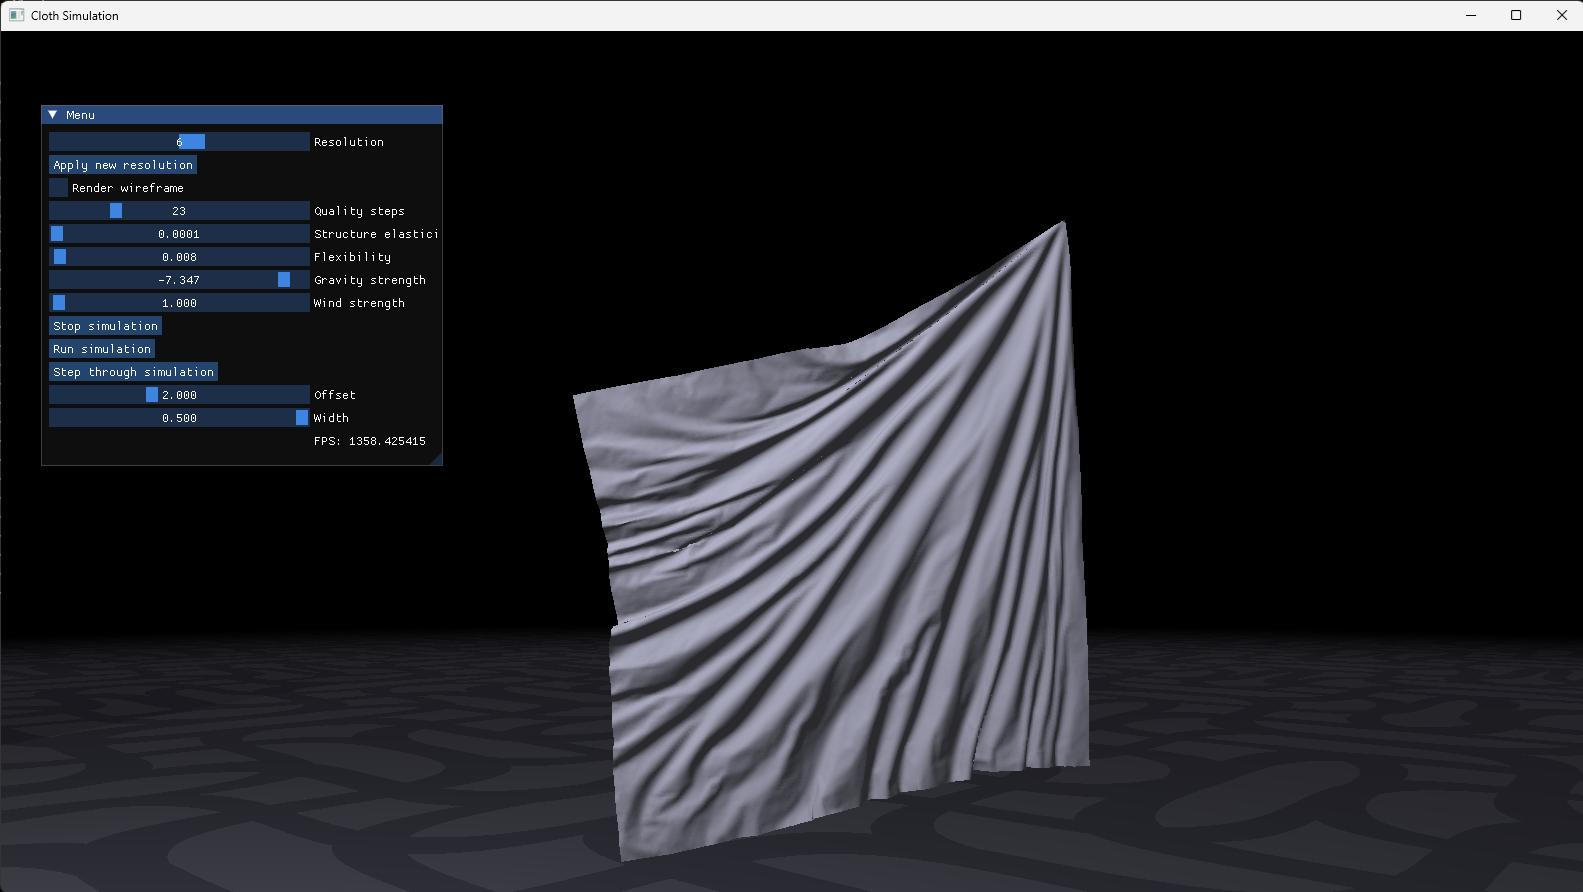 Cloth Simulation
Menu
6 Resolution
Apply new resolution
Render wireframe
23 Quality steps
0.0001 Structure elastici
0.008 Flexibility
-7.347 Gravity strength
1.000 Wind strength
Stop simulation
Run simulation
Step through simulation
2.000 Offset
0.500 Width
FPS: 1358.425415